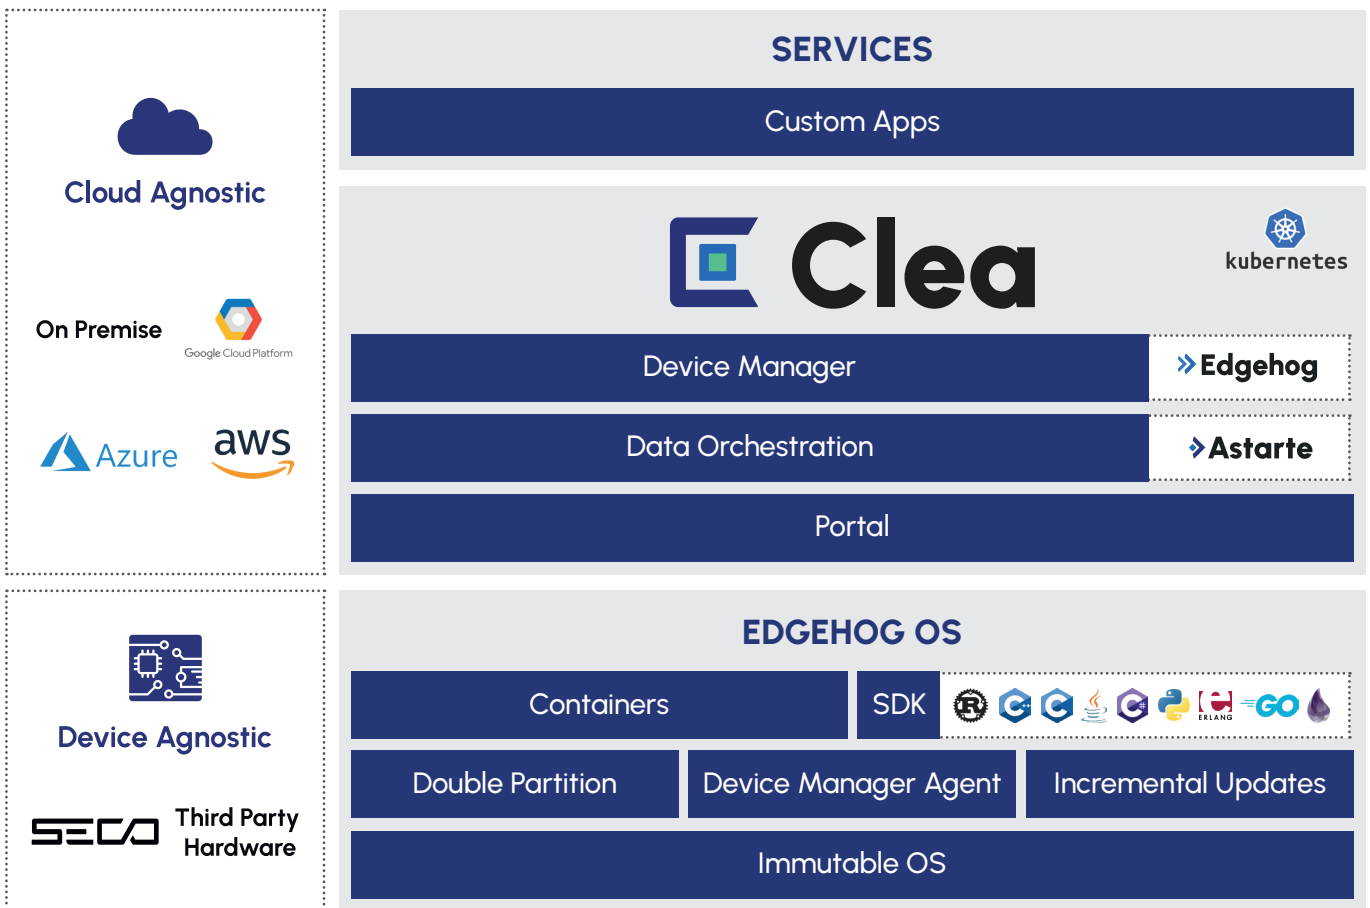 Cloud Agnostic
On Premise
Google Cloud Platform
Azure
aws
SERVICES
Custom Apps
Clea
kubernetes
Device Manager
Edgehog
Data Orchestration
Astarte
Portal
Device Agnostic
SECO
Third Party
Hardware
EDGEHOG OS
Containers
SDK
R
C++
C
Java
C#
ERLANG
GO
Double Partition
Device Manager Agent
Incremental Updates
Immutable OS